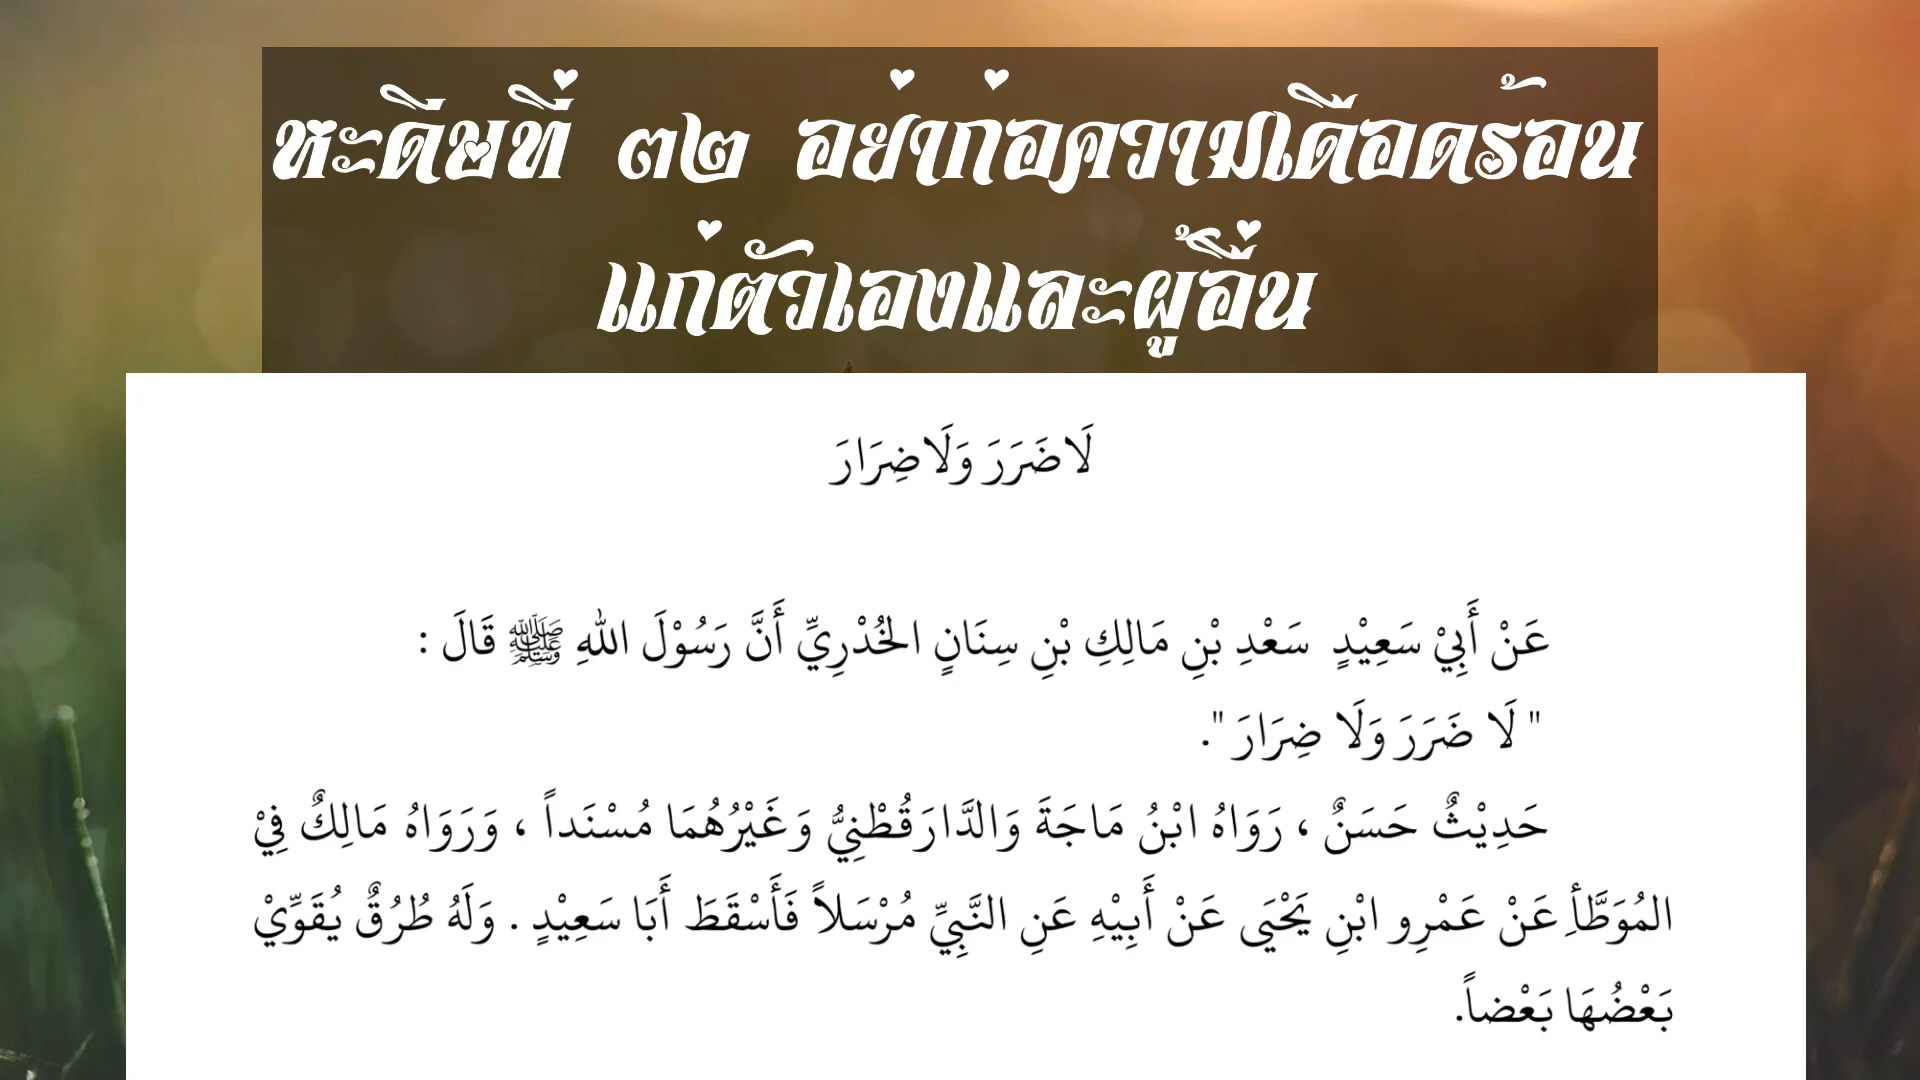 หะดีษที่ ๓๒ อย่าก่อความเดือดร้อน
แก่ตัวเองและผู้อื่น
لَا ضَرَرَ وَلَا ضِرَارَ
عَنْ أَبِيْ سَعِيْدٍ سَعْدِ بْنِ مَالِكِ بْنِ سِنَانٍ الخُدْرِيِّ أَنَّ رَسُوْلَ اللهِ ﷺ قَالَ :
" لَا ضَرَرَ وَلَا ضِرَارَ ".
حَدِيْثٌ حَسَنٌ ، رَوَاهُ ابْنُ مَاجَةَ وَالدَّارَقُطْنِيُّ وَغَيْرُهُمَا مُسْنَداً ، وَرَوَاهُ مَالِكٌ فِيْ
المُوَطَّأِ عَنْ عَمْرِو ابْنِ يَحْيَى عَنْ أَبِيْهِ عَنِ النَّبِيِّ مُرْسَلاً فَأَسْقَطَ أَبَا سَعِيْدٍ . وَلَهُ طُرُقٌ يُقَوِّيْ
بَعْضُهَا بَعْضاً.